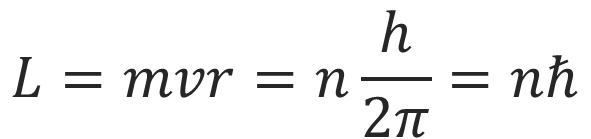 L = mvr = n h/2π = nħ